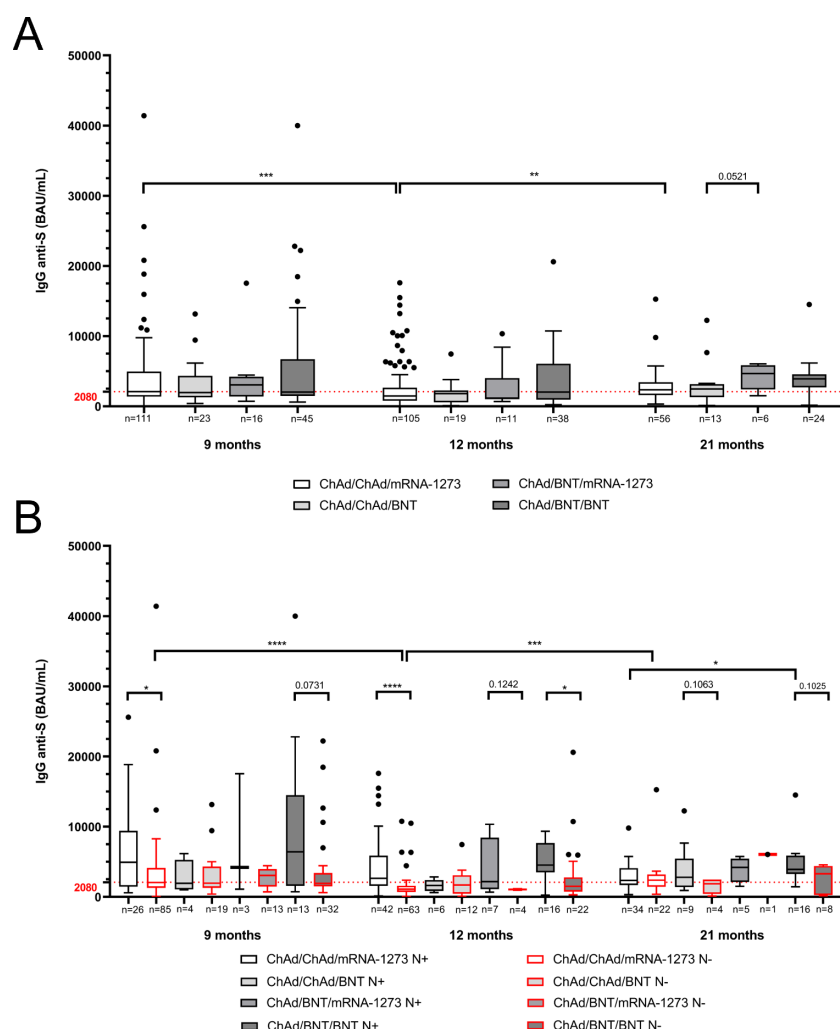 A
50000
40000
30000
20000
10000
2080
0
IgG anti-S (BAU/mL)
*** ** 0.0521
n=111 n=23 n=16 n=45 n=105 n=19 n=11 n=38 n=56 n=13 n=6 n=24
9 months 12 months 21 months
ChAd/ChAd/mRNA-1273 ChAd/BNT/mRNA-1273
ChAd/ChAd/BNT ChAd/BNT/BNT
B
50000
40000
30000
20000
10000
2080
0
IgG anti-S (BAU/mL)
**** *** *
* 0.0731 **** 0.1242 * 0.1063 0.1025
n=26 n=85 n=4 n=19 n=3 n=13 n=13 n=32 n=42 n=63 n=6 n=12 n=7 n=4 n=16 n=22 n=34 n=22 n=9 n=4 n=5 n=1 n=16 n=8
9 months 12 months 21 months
ChAd/ChAd/mRNA-1273 N+ ChAd/ChAd/mRNA-1273 N-
ChAd/ChAd/BNT N+ ChAd/ChAd/BNT N-
ChAd/BNT/mRNA-1273 N+ ChAd/BNT/mRNA-1273 N-
ChAd/BNT/BNT N+ ChAd/BNT/BNT N-